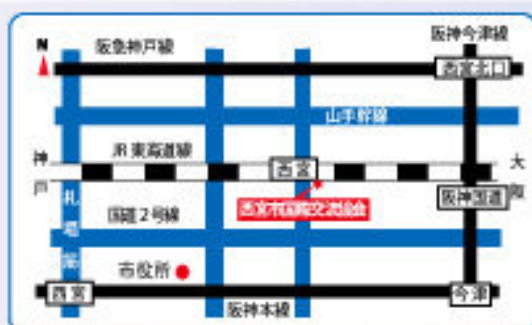 N
阪急神戸線
阪神今津線
西宮北口
山手幹線
JR東海道線
神戸
西宮
大阪
西宮市国際交流協会
阪神国道
札場筋
国道2号線
市役所
西宮
阪神本線
今津